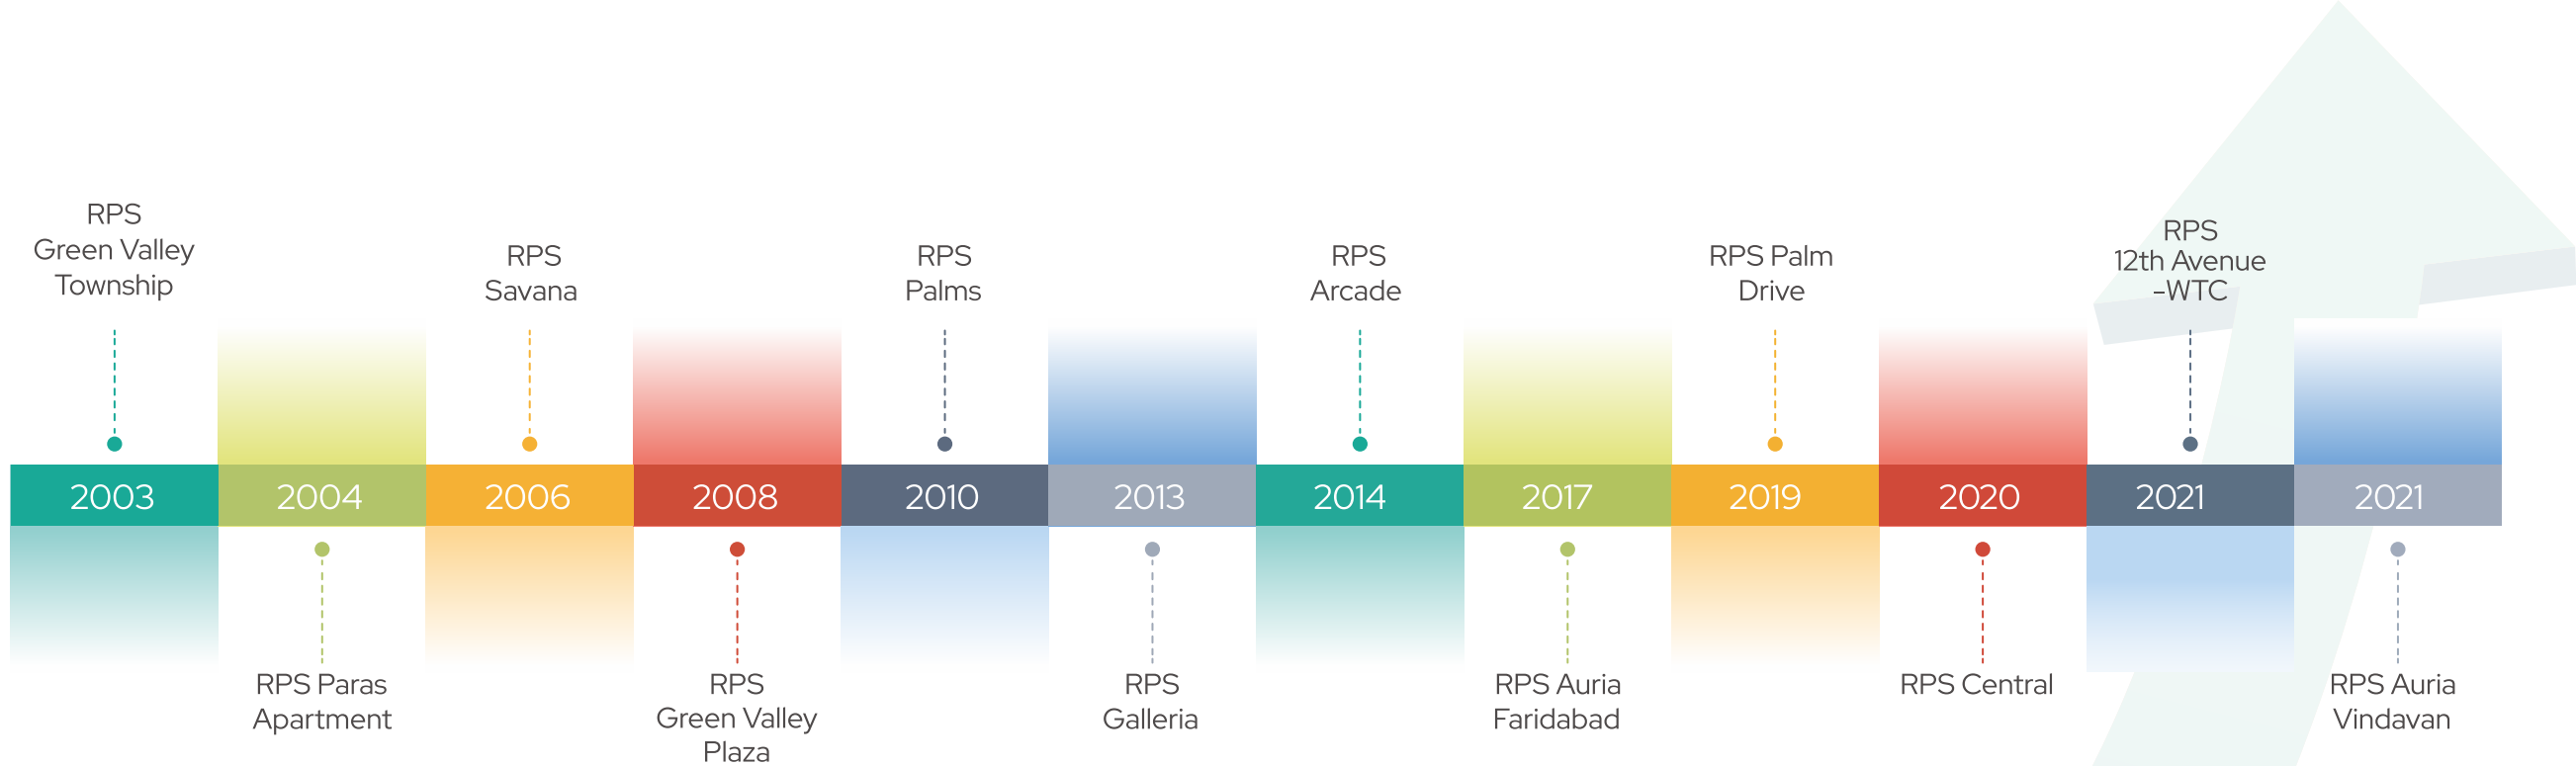 RPS
Green Valley
Township
RPS
Savana
RPS
Palms
RPS
Arcade
RPS Palm
Drive
RPS
12th Avenue
-WTC
2003
2004
2006
2008
2010
2013
2014
2017
2019
2020
2021
2021
RPS Paras
Apartment
RPS
Green Valley
Plaza
RPS
Galleria
RPS Auria
Faridabad
RPS Central
RPS Auria
Vindavan